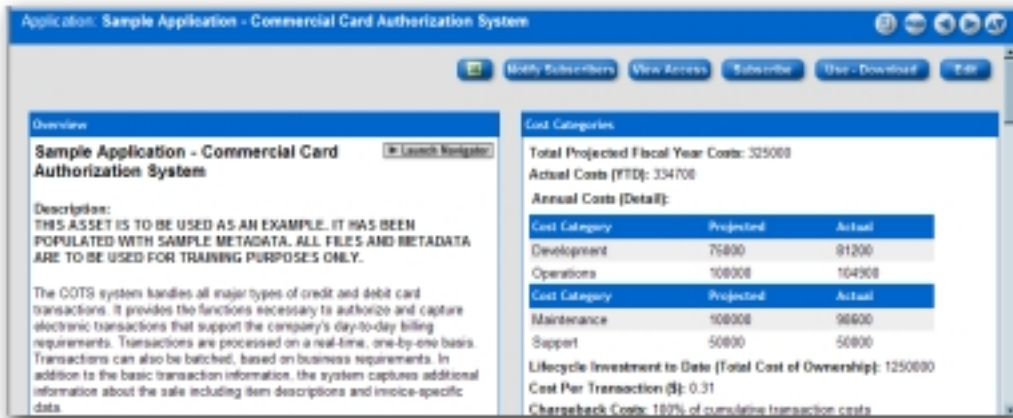 Application: Sample Application - Commercial Card Authorization System
Notify Subscribers View Access Subscribe Use - Download Edit
Overview
Sample Application - Commercial Card
Authorization System
Launch Navigator
Description:
THIS ASSET IS TO BE USED AS AN EXAMPLE. IT HAS BEEN
POPULATED WITH SAMPLE METADATA. ALL FILES AND METADATA
ARE TO BE USED FOR TRAINING PURPOSES ONLY.
The COTS system handles all major types of credit and debit card
transactions. It provides the functions necessary to authorize and capture
electronic transactions that support the company's day-to-day billing
requirements. Transactions are processed on a real-time, one-by-one basis.
Transactions can also be batched, based on business requirements. In
addition to the basic transaction information, the system captures additional
information about the sale including item descriptions and invoice-specific
data.
Cost Categories
Total Projected Fiscal Year Costs: 325000
Actual Costs (YTD): 334700
Annual Costs (Detail):
Cost Category Projected Actual
Development 75000 81200
Operations 100000 104900
Cost Category Projected Actual
Maintenance 100000 98600
Support 50000 50000
Lifecycle Investment to Date (Total Cost of Ownership): 1250000
Cost Per Transaction ($): 0.31
Chargeback Costs: 100% of cumulative transaction costs